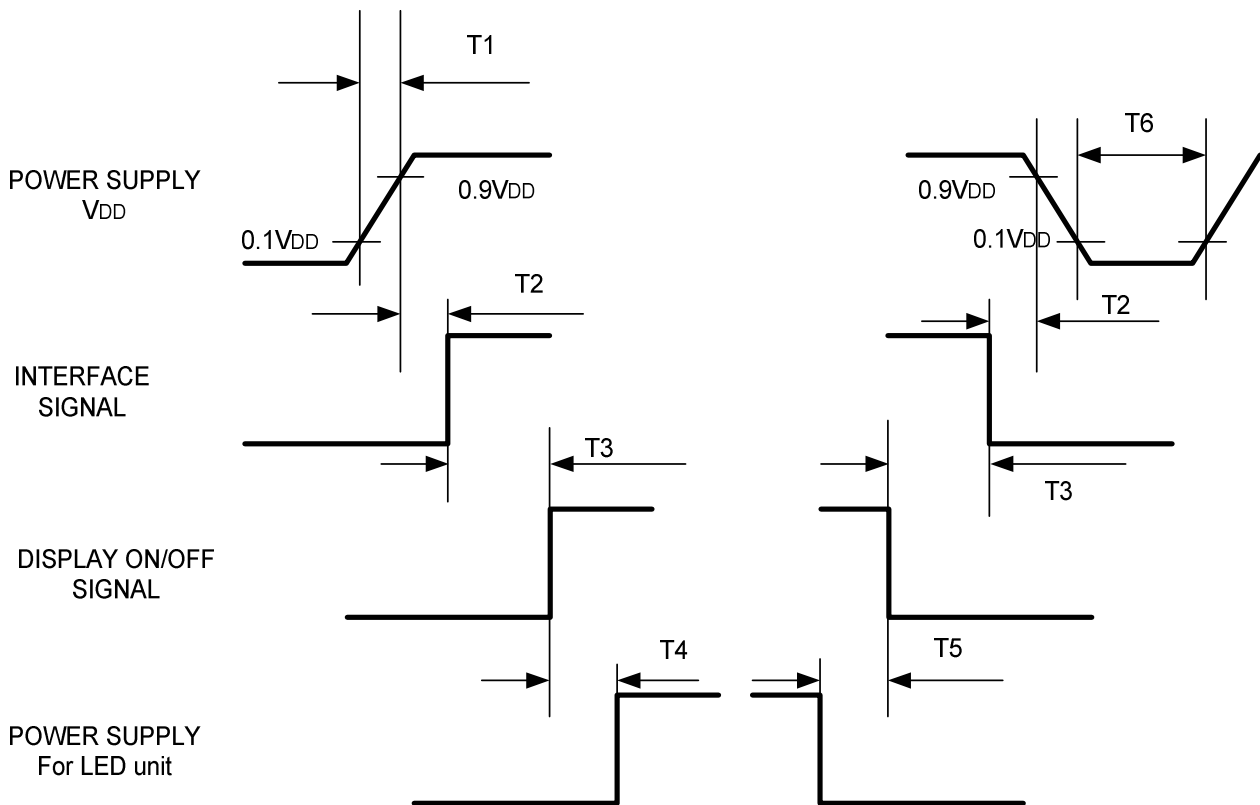 T1
T6
POWER SUPPLY
VDD
0.9VDD
0.9VDD
0.1VDD
0.1VDD
T2
T2
INTERFACE
SIGNAL
T3
T3
DISPLAY ON/OFF
SIGNAL
T4
T5
POWER SUPPLY
For LED unit